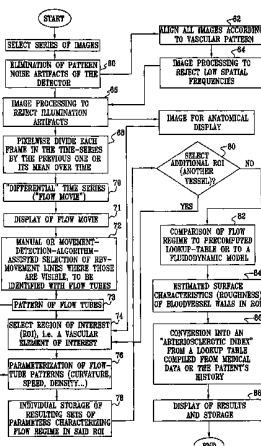 START
SELECT SERIES OF IMAGES
60
ELIMINATION OF PATTERN
NOISE ARTIFACTS OF THE
DETECTOR
62
ALIGN ALL IMAGES ACCORDING
TO VASCULAR PATTERN
64
IMAGE PROCESSING TO
REJECT LOW SPATIAL
FREQUENCIES
66
IMAGE PROCESSING TO
REJECT ILLUMINATION
ARTIFACTS
IMAGE FOR ANATOMICAL
DISPLAY
68
PIXELWISE DIVIDE EACH
FRAME IN THE TIME-SERIES
BY THE PREVIOUS ONE OR
ITS MEAN OVER TIME
70
"DIFFERENTIAL" TIME SERIES
("FLOW MOVIE")
71
DISPLAY OF FLOW MOVIE
72
MANUAL OR MOVEMENT-
DETECTION-ALGORITHM-
ASSISTED SELECTION OF RBV-
MOVEMENT LINES WHERE THOSE
ARE VISIBLE, TO BE
IDENTIFIED WITH FLOW TUBES
73
PATTERN OF FLOW TUBES
74
SELECT REGION OF INTEREST
(ROI), i.e. A VASCULAR
ELEMENT OF INTEREST
76
PARAMETERIZATION OF FLOW-
TUBE PATTERNS (CURVATURE,
SPEED, DENSITY...)
78
INDIVIDUAL STORAGE OF
RESULTING SETS OF
PARAMETERS CHARACTERIZING
FLOW REGIME IN SAID ROI
80
SELECT
ADDITIONAL ROI
(ANOTHER
VESSEL)?
NO
YES
82
COMPARISON OF FLOW
REGIME TO PRECOMPUTED
LOOKUP-TABLE OR TO A
FLUIDODYNAMIC MODEL
84
ESTIMATED SURFACE
CHARACTERISTICS (ROUGHNESS)
OF BLOODVESSEL WALLS IN ROI
86
CONVERSION INTO AN
"ARTERIOSCLEROTIC INDEX"
FROM A LOOKUP TABLE
COMPILED FROM MEDICAL
DATA OR THE PATIENT'S
HISTORY
DISPLAY OF RESULTS
AND STORAGE
END